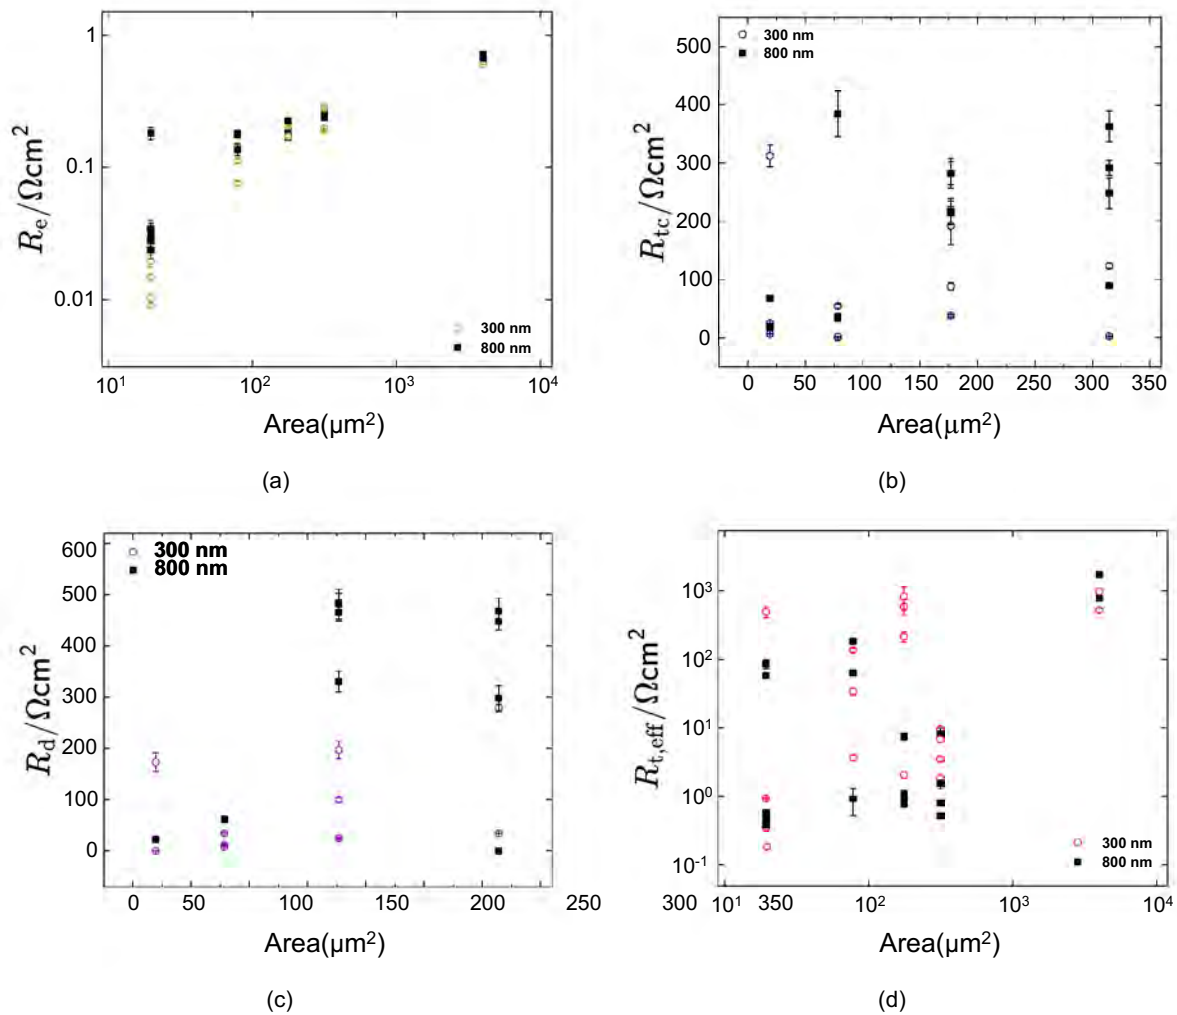 1
0.1
0.01
R_e/Ωcm²
300 nm
800 nm
10¹
10²
10³
10⁴
Area(µm²)
(a)
300 nm
800 nm
500
400
300
200
100
0
R_tc/Ωcm²
0 50 100 150 200 250 300 350
Area(µm²)
(b)
300 nm
800 nm
600
500
400
300
200
100
0
R_d/Ωcm²
0 50 100 150 200 250 300 350
Area(µm²)
(c)
10³
10²
10¹
10⁰
10⁻¹
R_t,eff/Ωcm²
300 nm
800 nm
10¹ 10² 10³ 10⁴
Area(µm²)
(d)